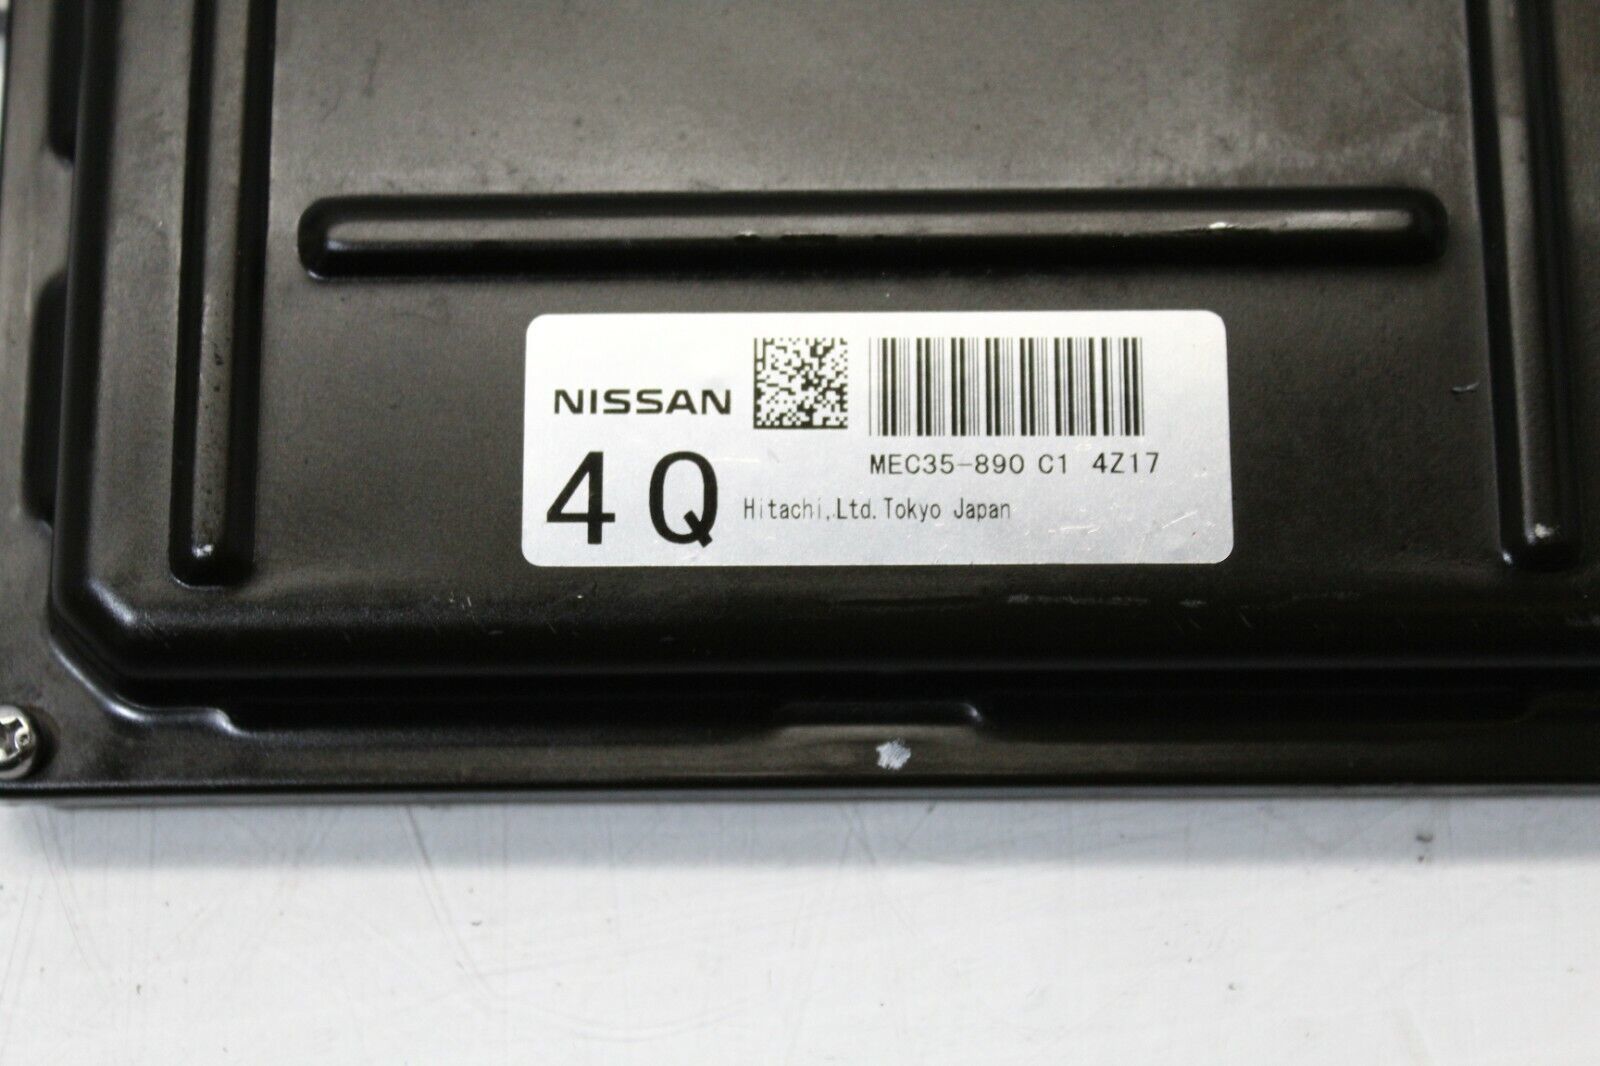 NISSAN
MEC35-890 C1 4Z17
4Q
Hitachi,Ltd.Tokyo Japan